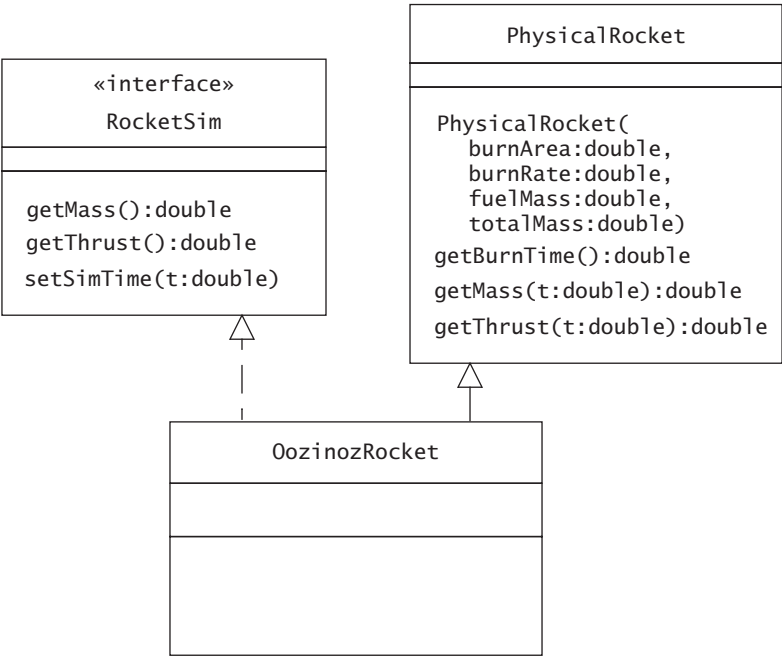 «interface»
RocketSim
getMass():double
getThrust():double
setSimTime(t:double)
PhysicalRocket
PhysicalRocket(
burnArea:double,
burnRate:double,
fuelMass:double,
totalMass:double)
getBurnTime():double
getMass(t:double):double
getThrust(t:double):double
OozinozRocket